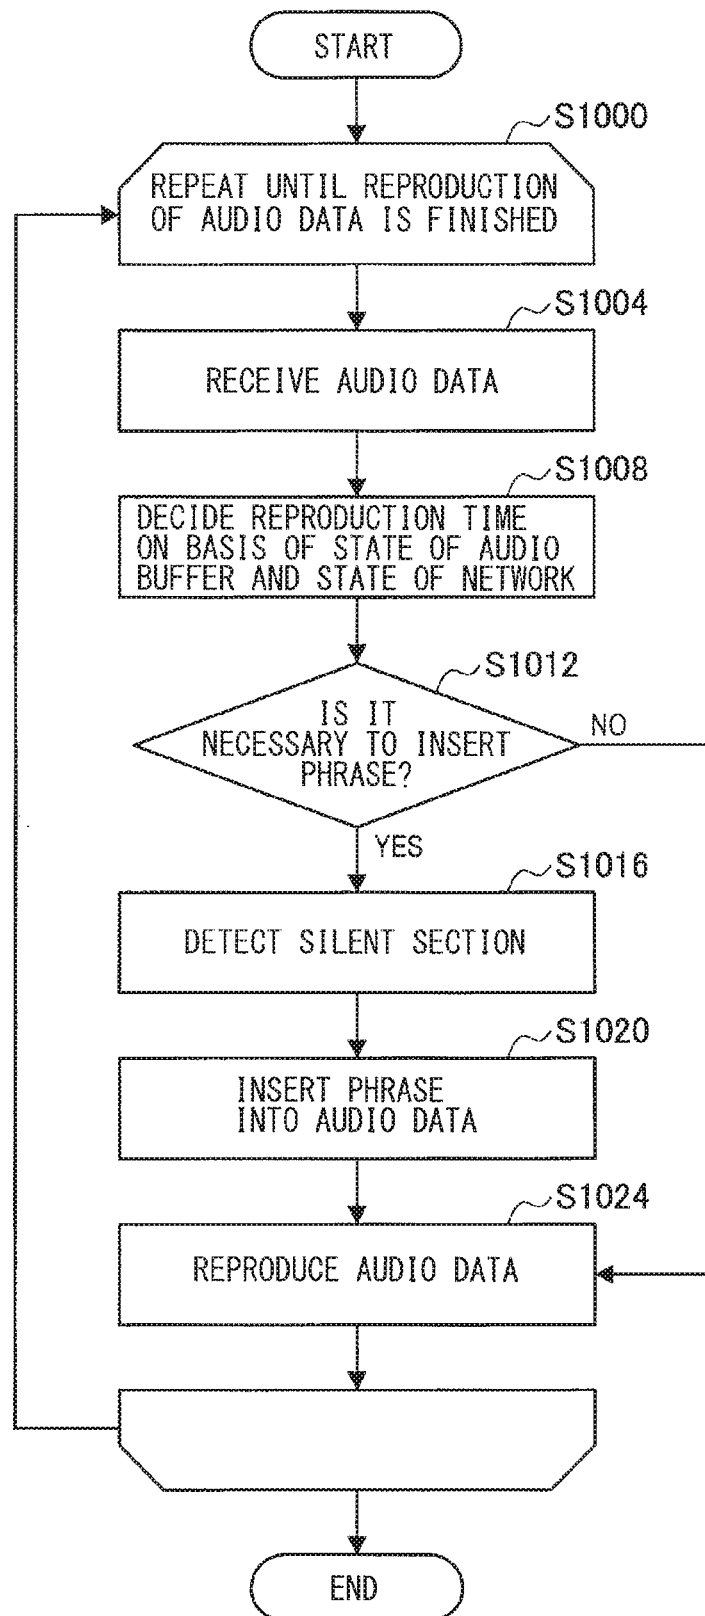 START
S1000
REPEAT UNTIL REPRODUCTION
OF AUDIO DATA IS FINISHED
S1004
RECEIVE AUDIO DATA
S1008
DECIDE REPRODUCTION TIME
ON BASIS OF STATE OF AUDIO
BUFFER AND STATE OF NETWORK
S1012
IS IT
NECESSARY TO INSERT
PHRASE?
NO
YES
S1016
DETECT SILENT SECTION
S1020
INSERT PHRASE
INTO AUDIO DATA
S1024
REPRODUCE AUDIO DATA
END